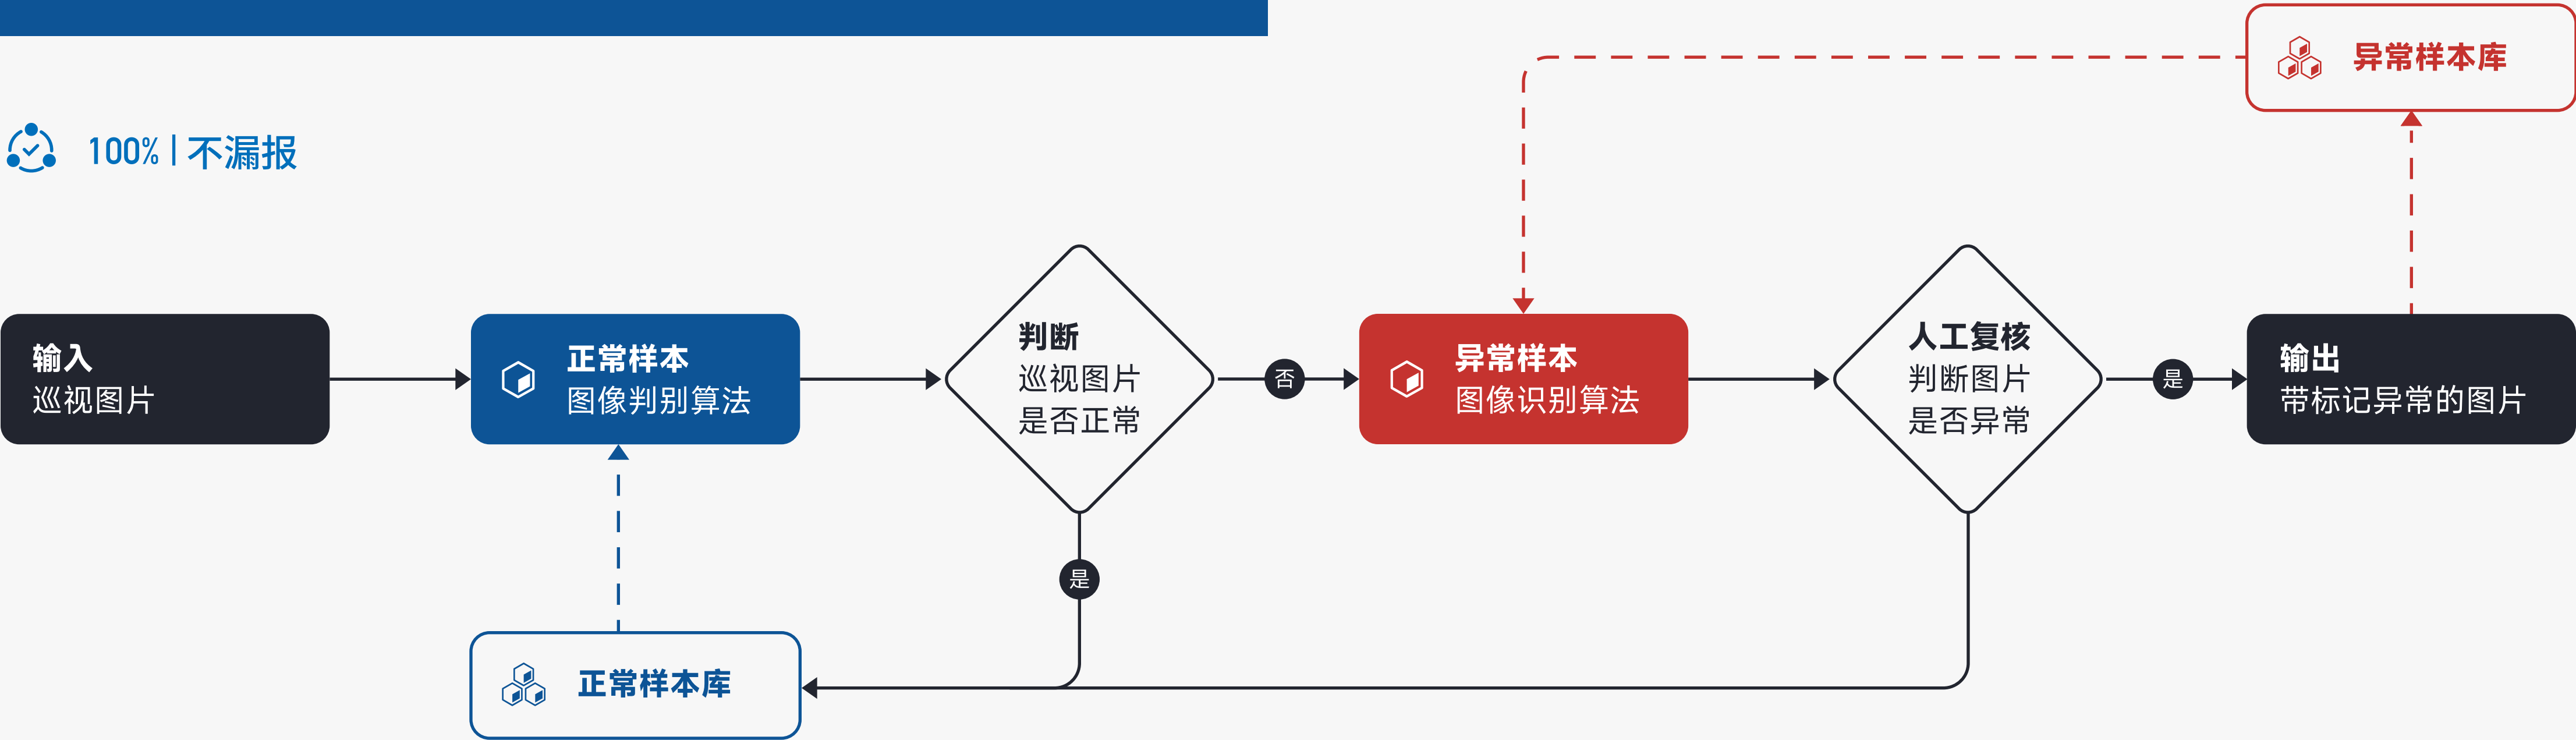 异常样本库
100% | 不漏报
输入
巡视图片
正常样本
图像判别算法
判断
巡视图片
是否正常
否
异常样本
图像识别算法
人工复核
判断图片
是否异常
是
输出
带标记异常的图片
是
正常样本库